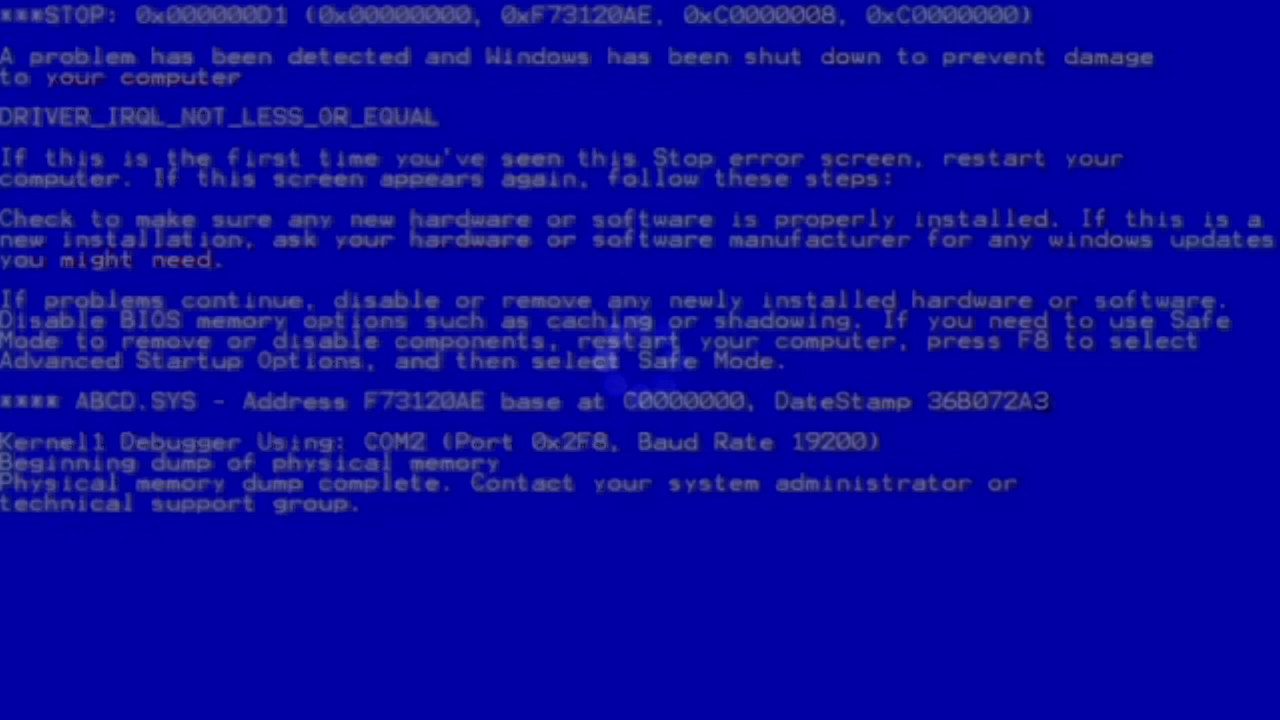 ***STOP: 0x000000D1 (0x00000000, 0xF73120AE, 0xC0000008, 0xC0000000)
A problem has been detected and Windows has been shut down to prevent damage
to your computer
DRIVER_IRQL_NOT_LESS_OR_EQUAL
If this is the first time you've seen this Stop error screen, restart your
computer. If this screen appears again, follow these steps:
Check to make sure any new hardware or software is properly installed. If this is a
new installation, ask your hardware or software manufacturer for any windows updates
you might need.
If problems continue, disable or remove any newly installed hardware or software.
Disable BIOS memory options such as caching or shadowing. If you need to use Safe
Mode to remove or disable components, restart your computer, press F8 to select
Advanced Startup Options, and then select Safe Mode.
**** ABCD.SYS - Address F73120AE base at C0000000, DateStamp 36B072A3
Kernel1 Debugger Using: COM2 (Port 0x2F8, Baud Rate 19200)
Beginning dump of physical memory
Physical memory dump complete. Contact your system administrator or
technical support group.